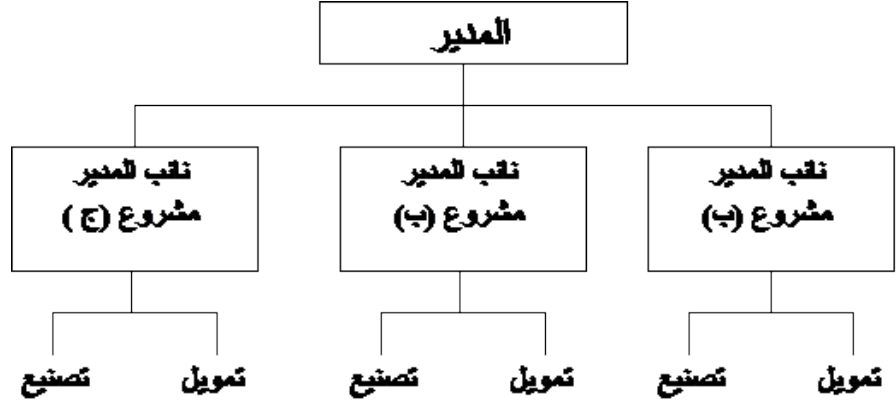 المدير
نائب المدير
مشروع (ب)
نائب المدير
مشروع (ب)
نائب المدير
مشروع (ج )
تمويل
تصنيع
تمويل
تصنيع
تمويل
تصنيع